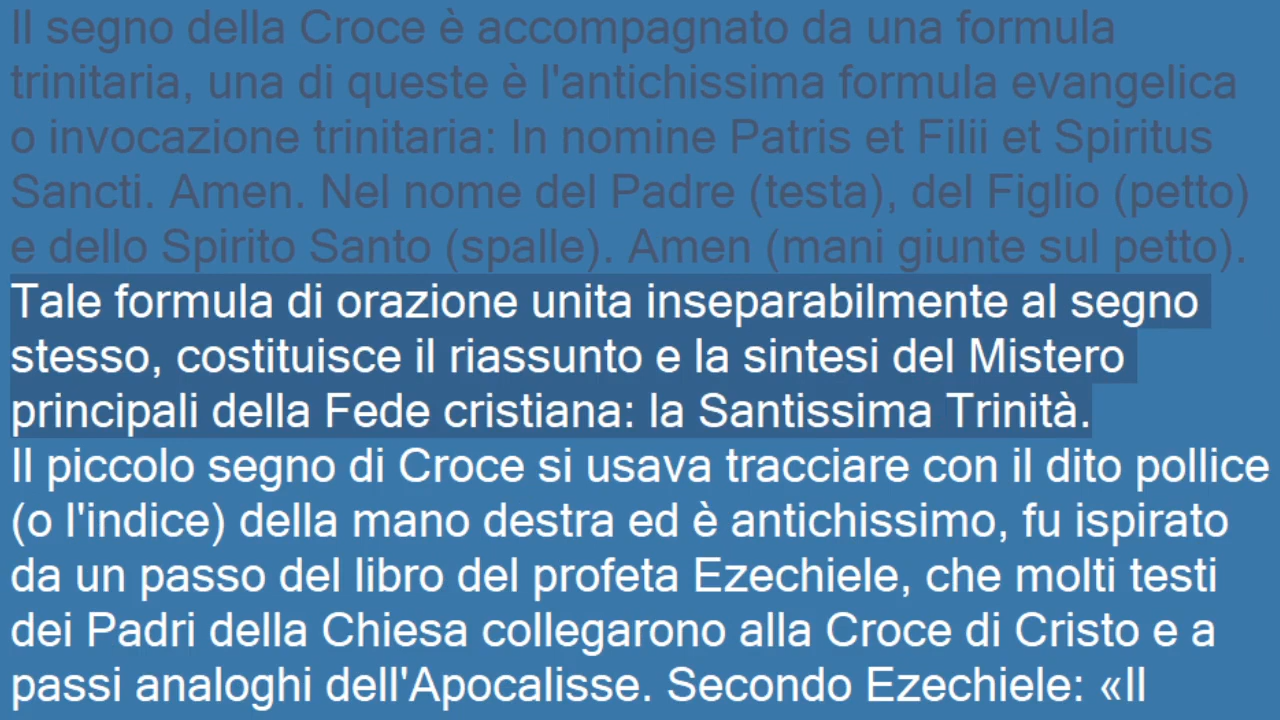 Il segno della Croce è accompagnato da una formula
trinitaria, una di queste è l'antichissima formula evangelica
o invocazione trinitaria: In nomine Patris et Filii et Spiritus
Sancti. Amen. Nel nome del Padre (testa), del Figlio (petto)
e dello Spirito Santo (spalle). Amen (mani giunte sul petto).
Tale formula di orazione unita inseparabilmente al segno
stesso, costituisce il riassunto e la sintesi del Mistero
principali della Fede cristiana: la Santissima Trinità.
Il piccolo segno di Croce si usava tracciare con il dito pollice
(o l'indice) della mano destra ed è antichissimo, fu ispirato
da un passo del libro del profeta Ezechiele, che molti testi
dei Padri della Chiesa collegarono alla Croce di Cristo e a
passi analoghi dell'Apocalisse. Secondo Ezechiele: «Il